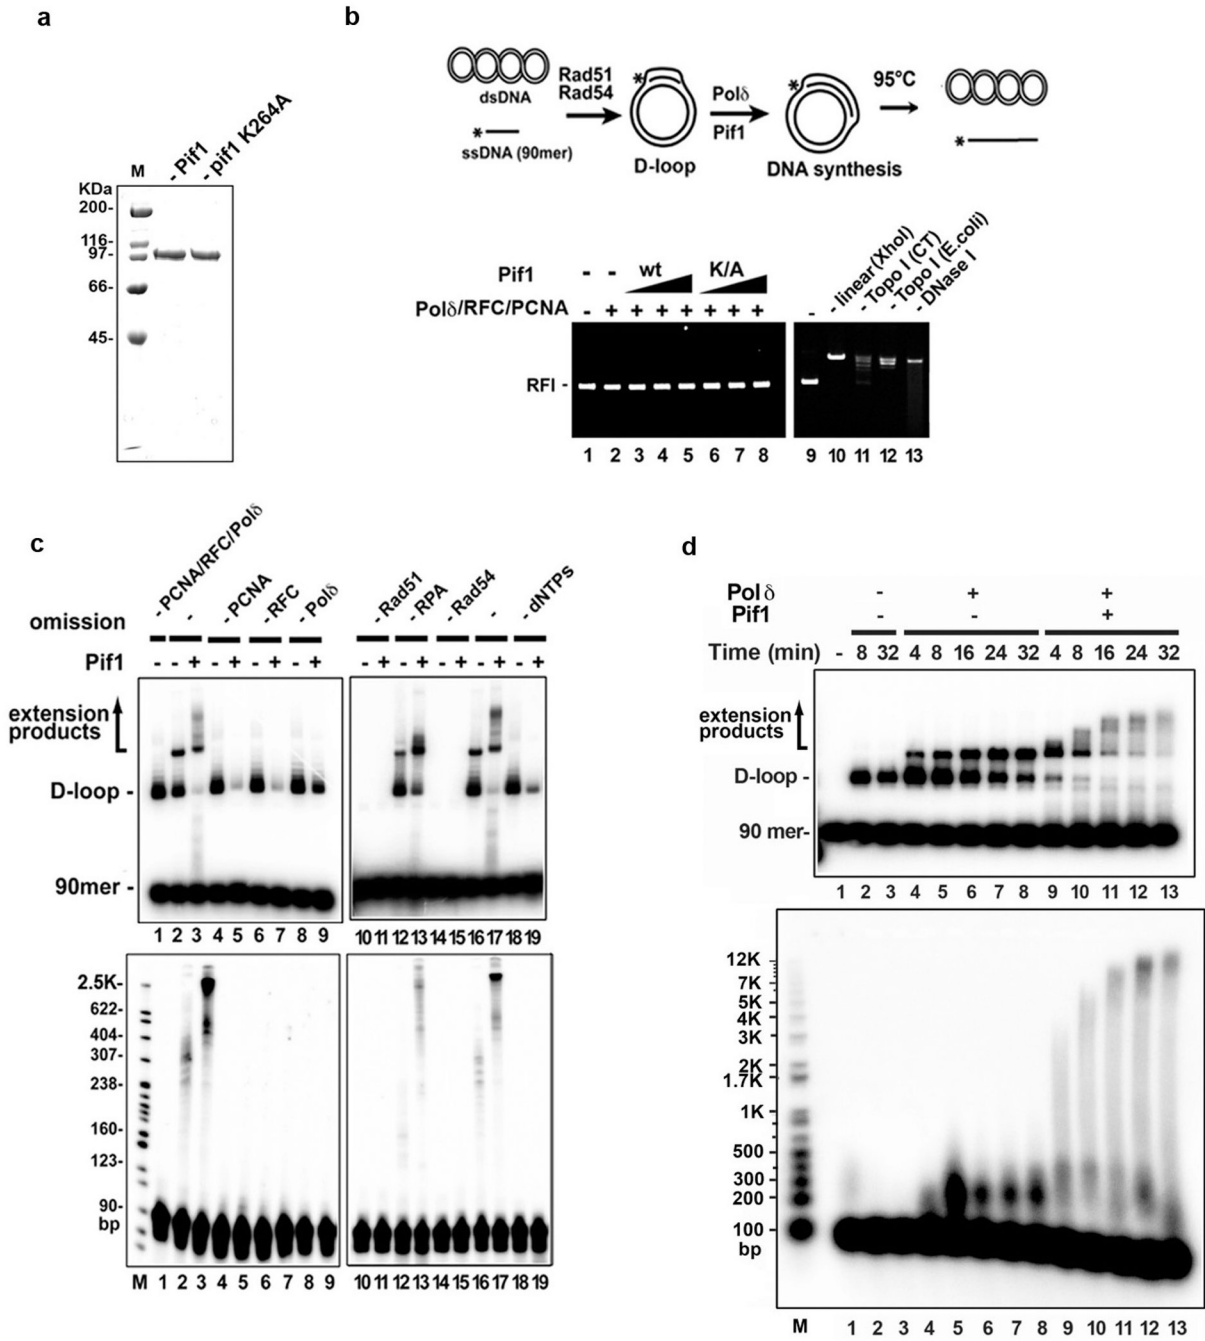 a
M - Pif1 - pif1 K264A
KDa
200-
116-
97-
66-
45-
b
dsDNA
*
ssDNA (90mer)
Rad51
Rad54
*
D-loop
Polδ
Pif1
*
DNA synthesis
95°C
*
Pif1 - - wt K/A
Polδ/RFC/PCNA - + + + + + + +
- - linear(XhoI) - Topo I (CT) - Topo I (E.coli) - DNase I
RFI -
1 2 3 4 5 6 7 8 9 10 11 12 13
c
omission - PCNA/RFC/Polδ - - PCNA - RFC - Polδ - Rad51 - RPA - Rad54 - - dNTPs
Pif1 - - + - + - + - + - + - + - + - + - +
extension
products
D-loop -
90mer -
1 2 3 4 5 6 7 8 9 10 11 12 13 14 15 16 17 18 19
2.5K-
622-
404-
307-
238-
160-
123-
90-
bp
M 1 2 3 4 5 6 7 8 9 10 11 12 13 14 15 16 17 18 19
d
Pol δ - + +
Pif1 - - +
Time (min) - 8 32 4 8 16 24 32 4 8 16 24 32
extension
products
D-loop -
90 mer-
1 2 3 4 5 6 7 8 9 10 11 12 13
12K
7K
5K
4K
3K
2K
1.7K
1K
500
300
200
100
bp
M 1 2 3 4 5 6 7 8 9 10 11 12 13